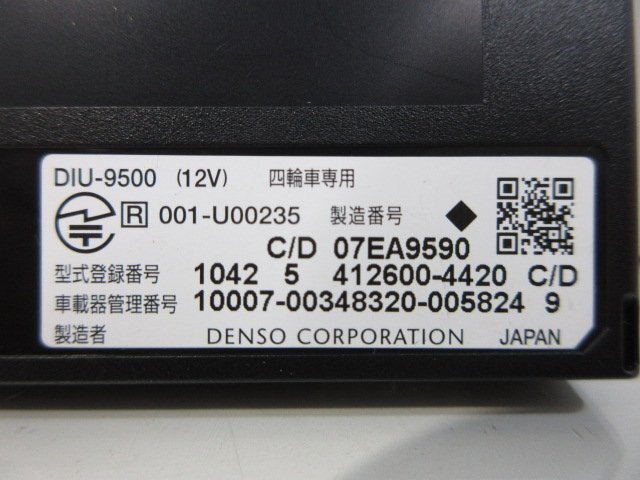 DIU-9500 (12V) 四輪車専用
R 001-U00235 製造番号
C/D 07EA9590
型式登録番号 1042 5 412600-4420 C/D
車載器管理番号 10007-00348320-005824 9
製造者 DENSO CORPORATION JAPAN